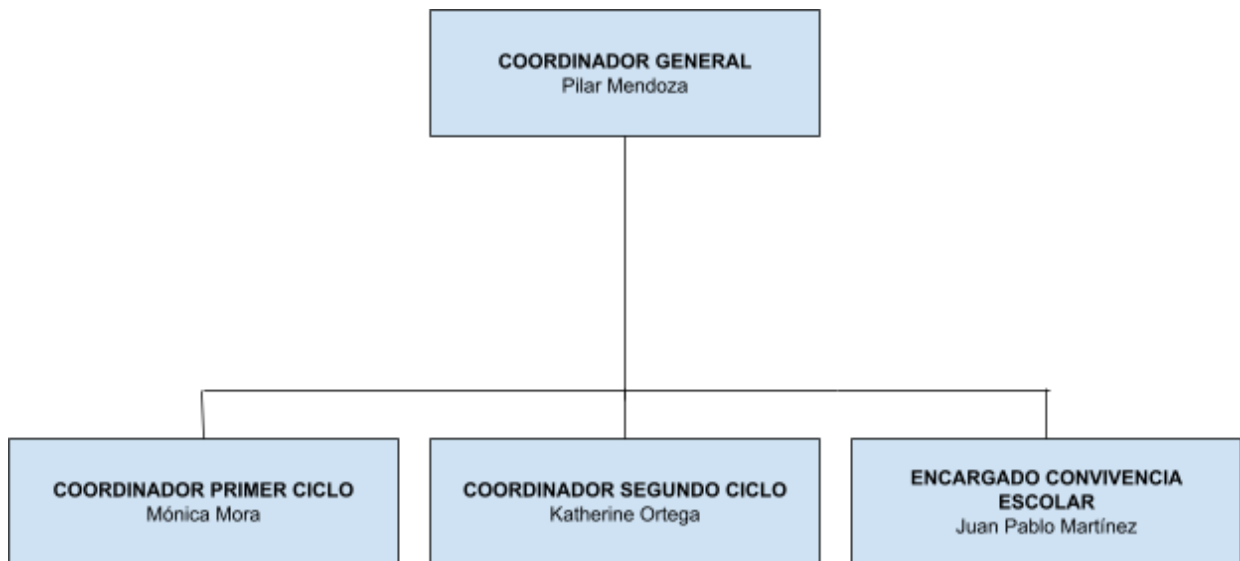 COORDINADOR GENERAL
Pilar Mendoza
COORDINADOR PRIMER CICLO
Mónica Mora
COORDINADOR SEGUNDO CICLO
Katherine Ortega
ENCARGADO CONVIVENCIA
ESCOLAR
Juan Pablo Martínez